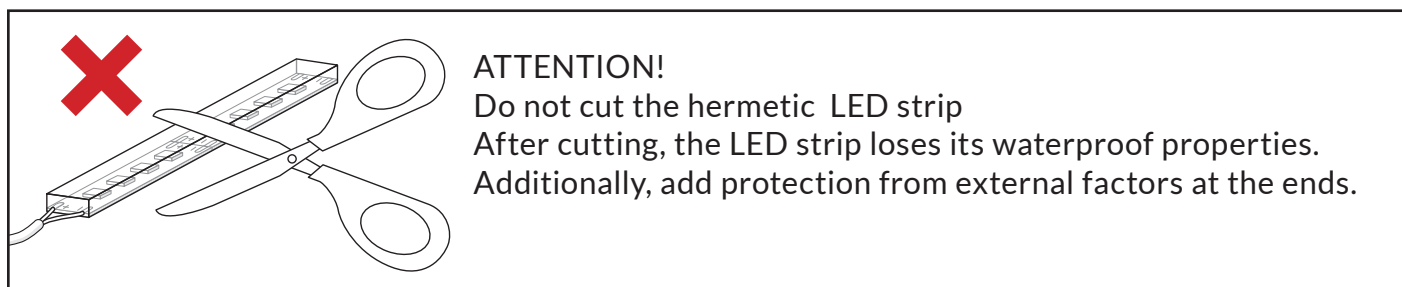 ATTENTION!
Do not cut the hermetic LED strip
After cutting, the LED strip loses its waterproof properties.
Additionally, add protection from external factors at the ends.